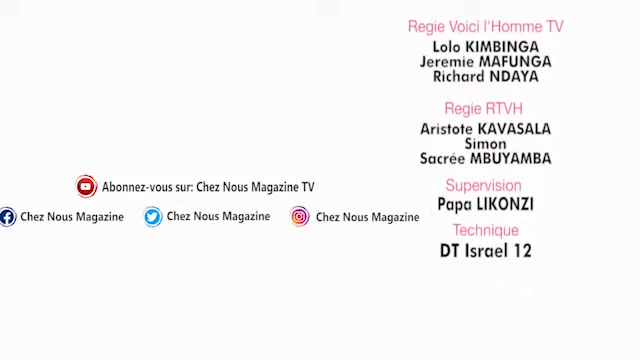 Regie Voici l'Homme TV
Lolo KIMBINGA
Jeremie MAFUNGA
Richard NDAYA
Regie RTVH
Aristote KAVASALA
Simon
Sacrée MBUYAMBA
Supervision
Papa LIKONZI
Technique
DT Israel 12
Abonnez-vous sur: Chez Nous Magazine TV
Chez Nous Magazine Chez Nous Magazine Chez Nous Magazine